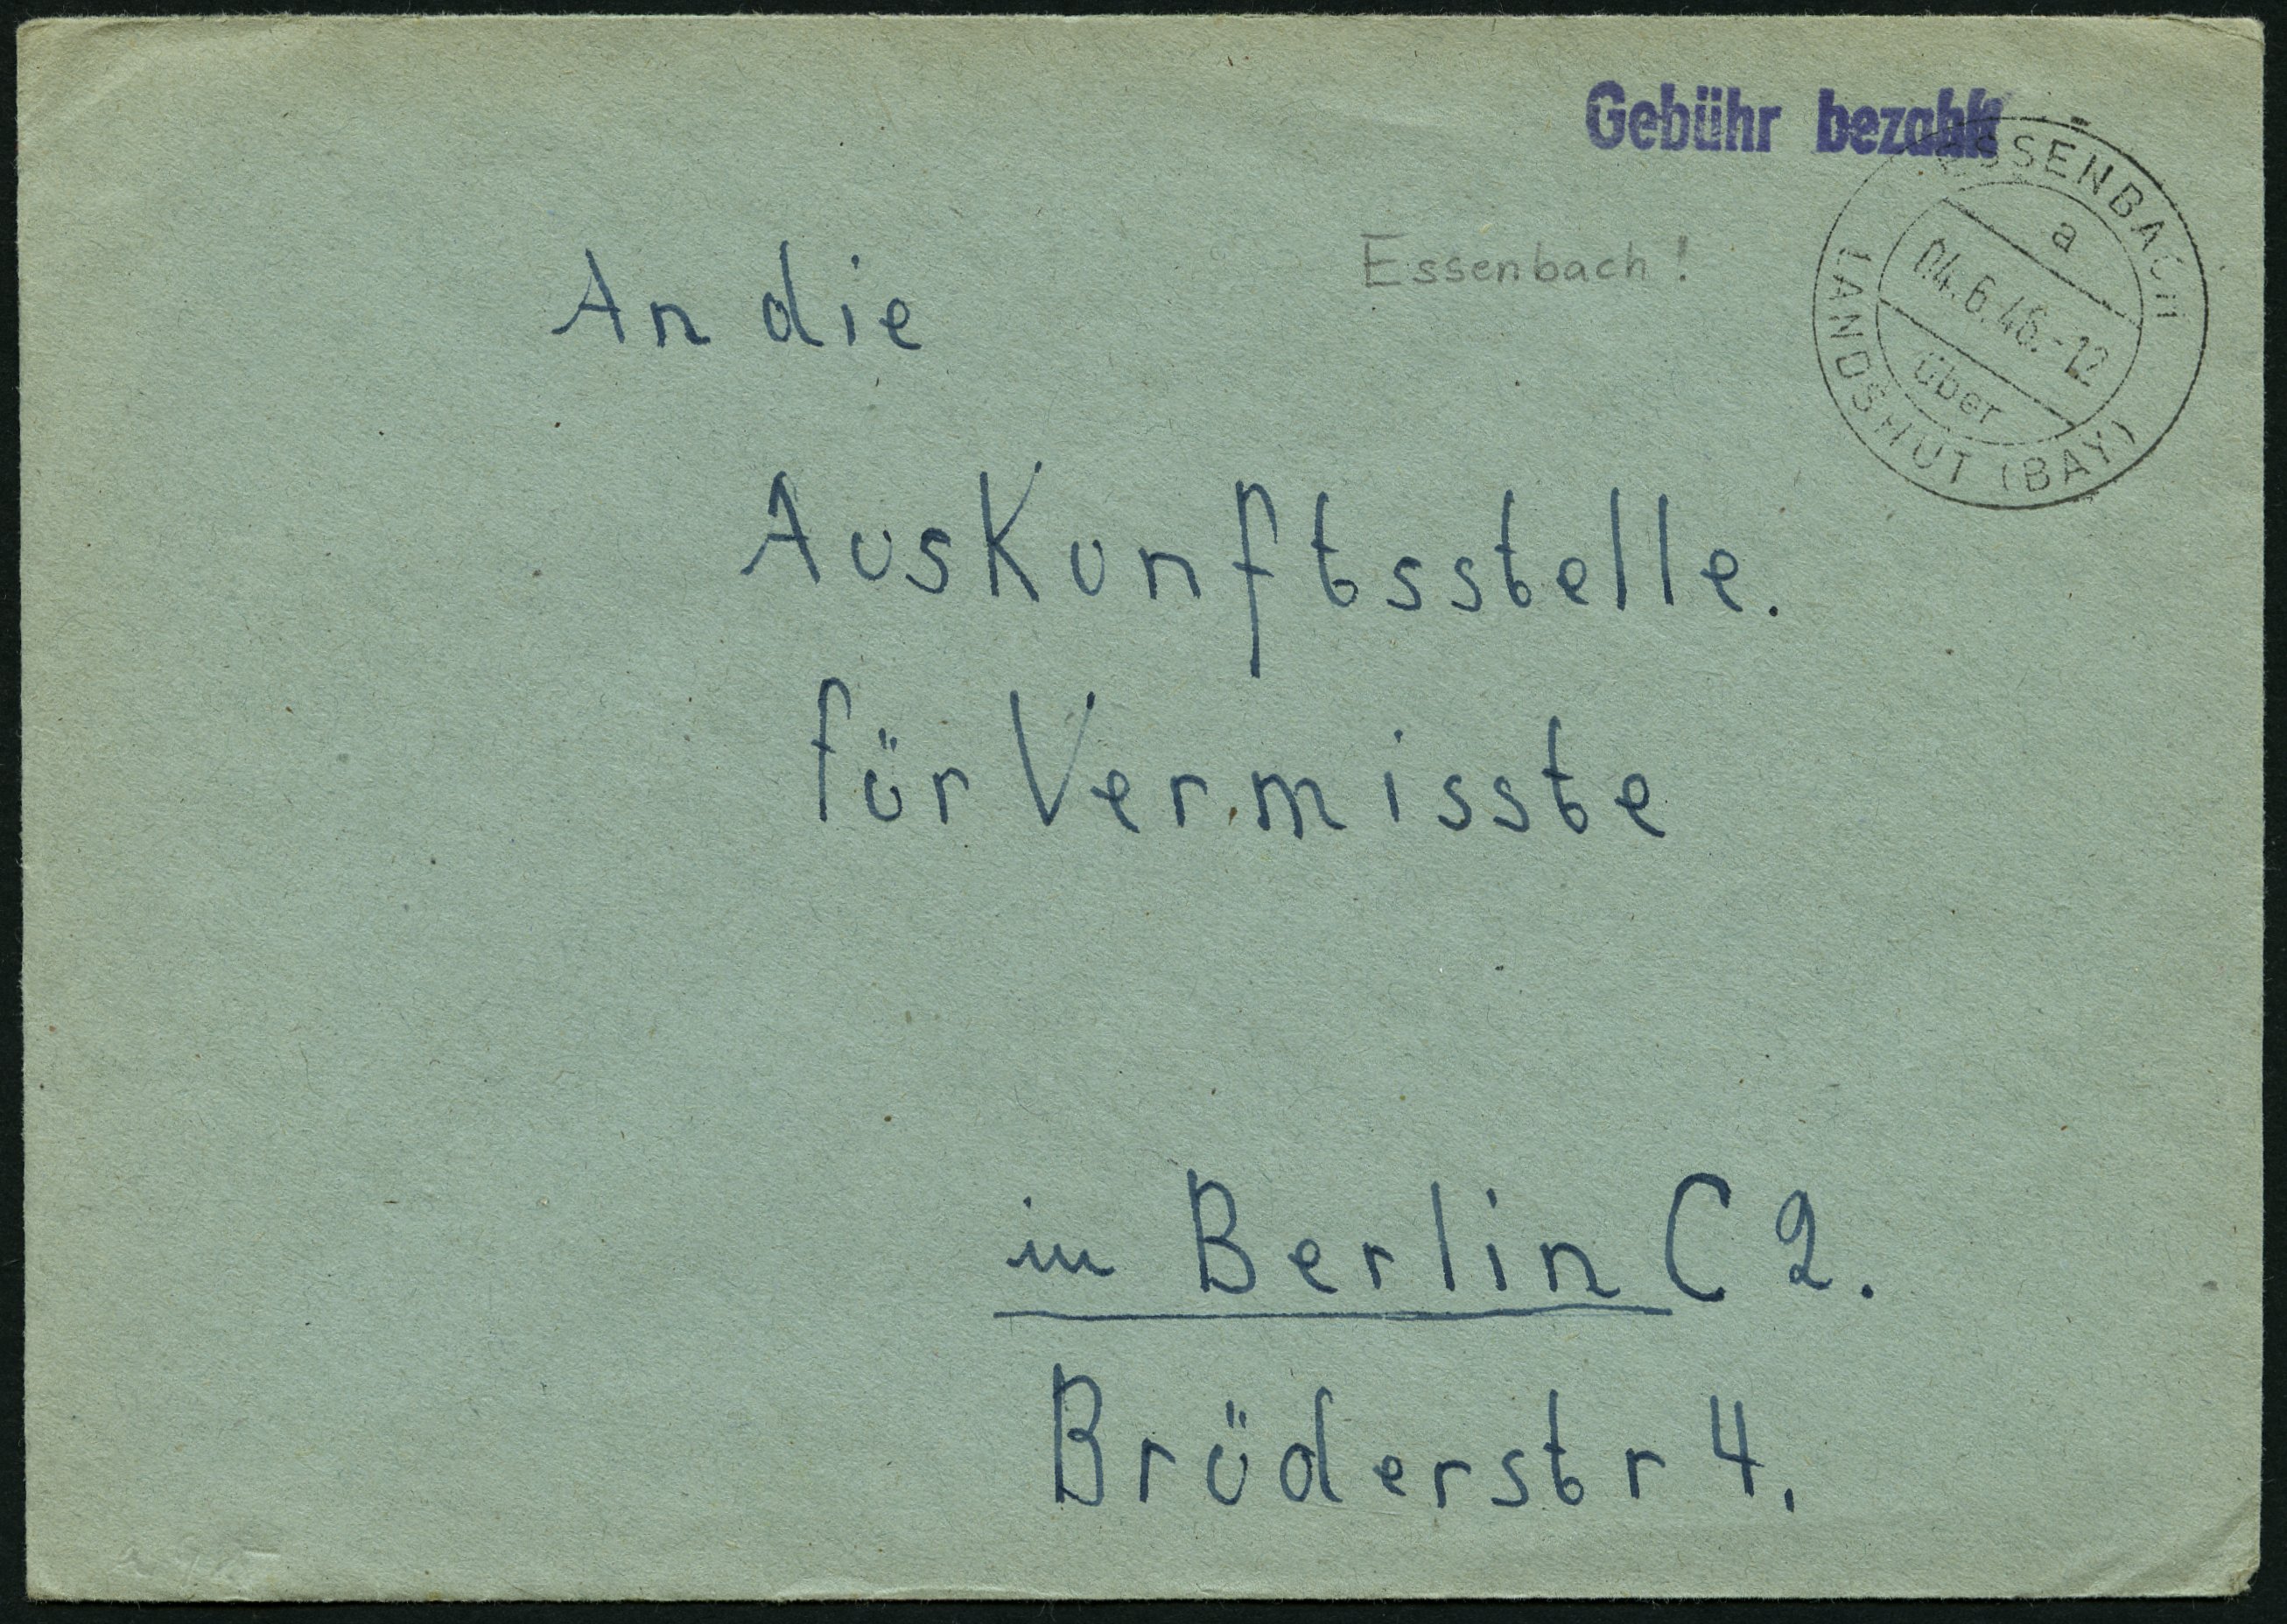 Gebühr bezahlt
ESSENBACH
a
04.6.46.-12
über
LANDSHUT (BAY)
Essenbach!
An die
Auskunftsstelle.
für Vermisste
in Berlin C 2.
Brüderstr 4.